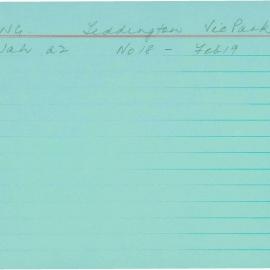 NG Teddington Vic Park
Jah 22 No 18 - Feb 19